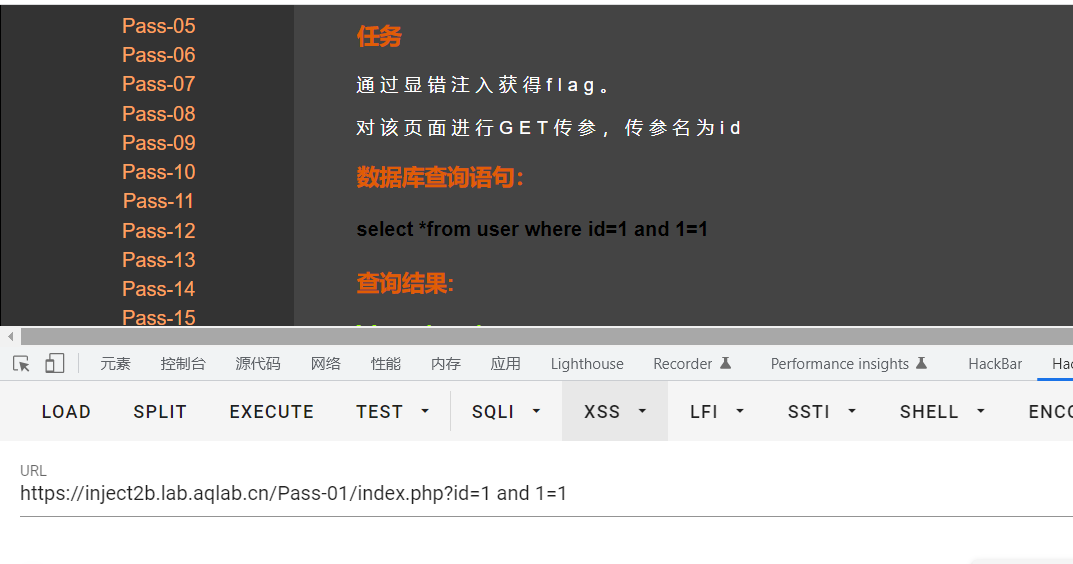 Pass-05
Pass-06
Pass-07
Pass-08
Pass-09
Pass-10
Pass-11
Pass-12
Pass-13
Pass-14
Pass-15
任务
通过显错注入获得flag。
对该页面进行GET传参，传参名为id
数据库查询语句：
select *from user where id=1 and 1=1
查询结果:
元素 控制台 源代码 网络 性能 内存 应用 Lighthouse Recorder Performance insights HackBar Hac
LOAD SPLIT EXECUTE TEST SQLI XSS LFI SSTI SHELL ENCO
URL
https://inject2b.lab.aqlab.cn/Pass-01/index.php?id=1 and 1=1